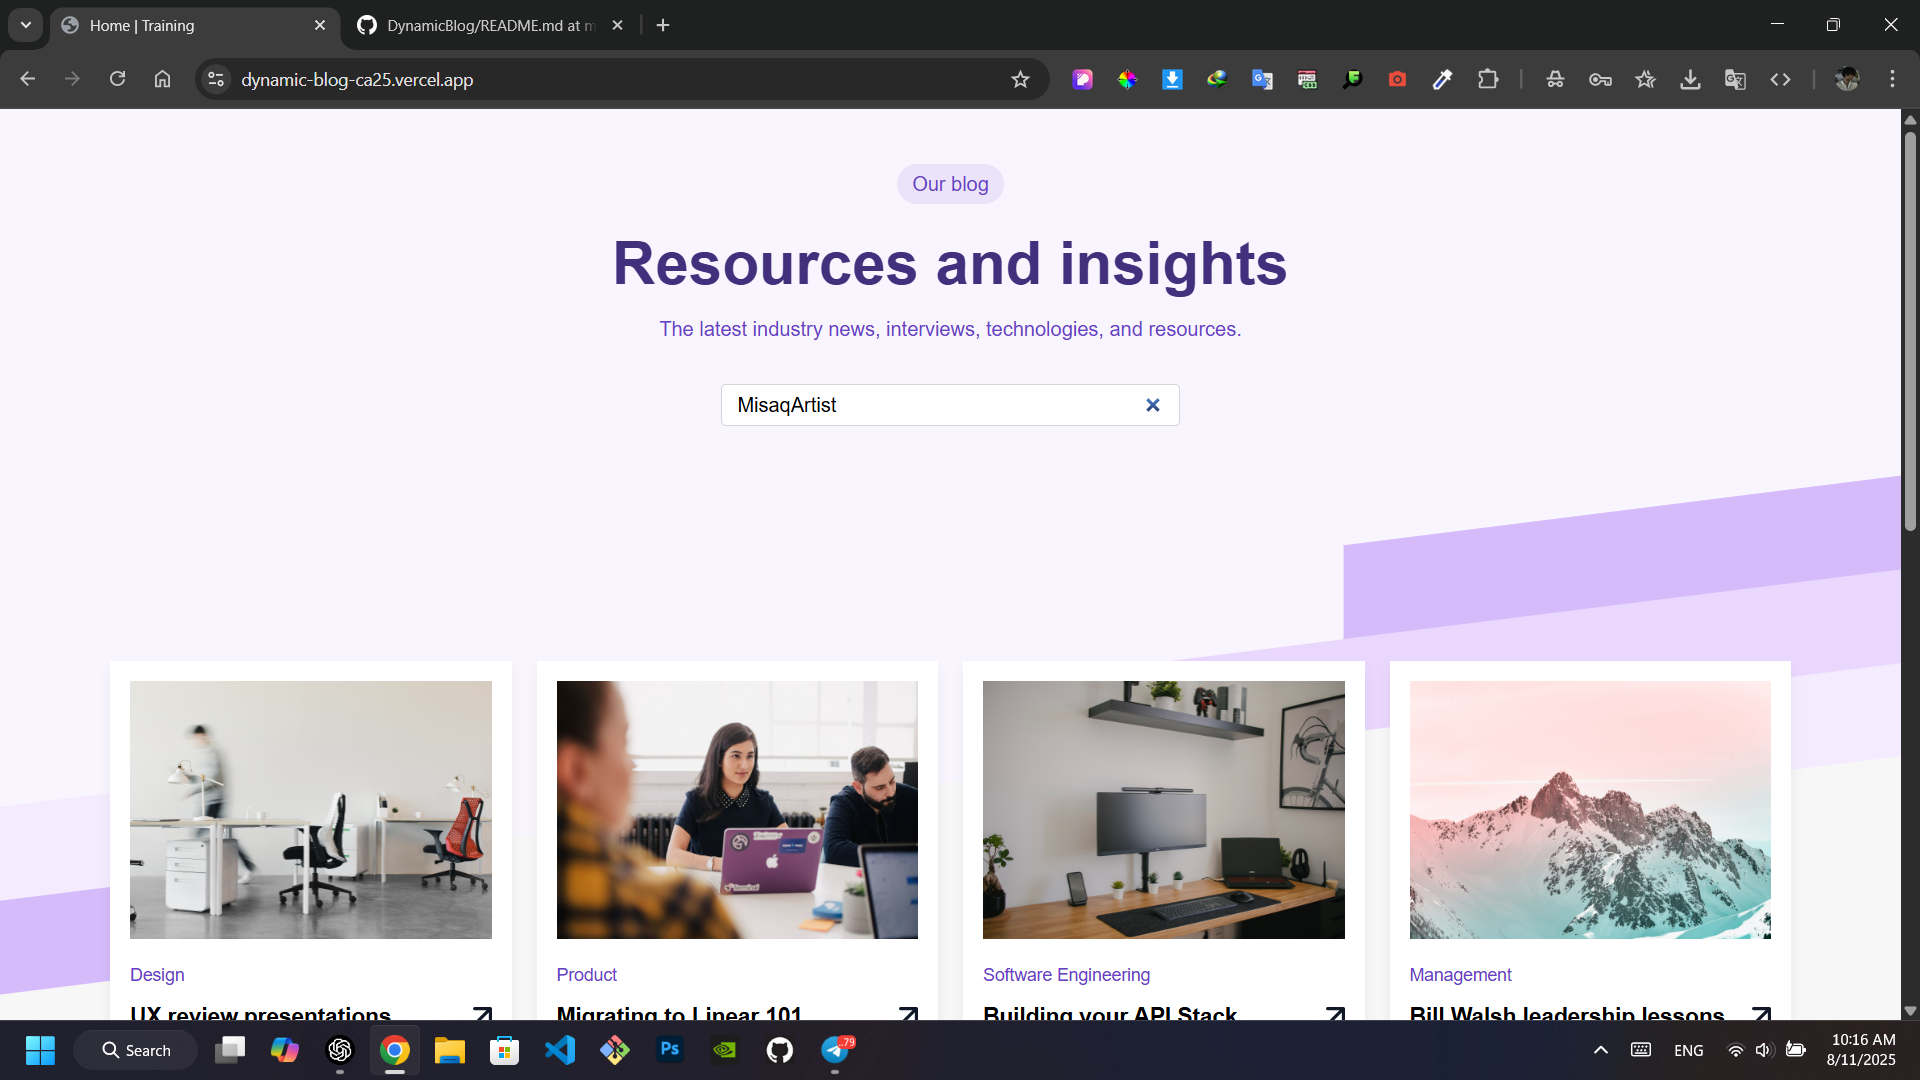 Home | Training
DynamicBlog/README.md at m
dynamic-blog-ca25.vercel.app
Our blog
Resources and insights
The latest industry news, interviews, technologies, and resources.
MisaqArtist
Design
Product
Software Engineering
Management
UX review presentations
Migrating to Linear 101
Building your API Stack
Bill Walsh leadership lessons
Search
Ps
79
ENG
10:16 AM
8/11/2025